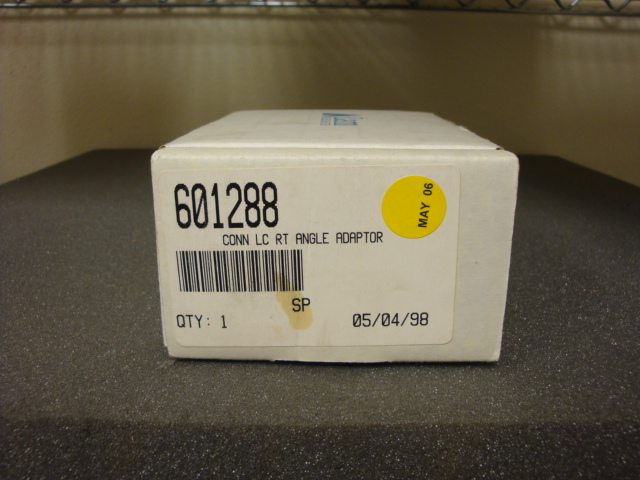 601288
MAY 06
CONN LC RT ANGLE ADAPTOR
SP
QTY: 1
05/04/98